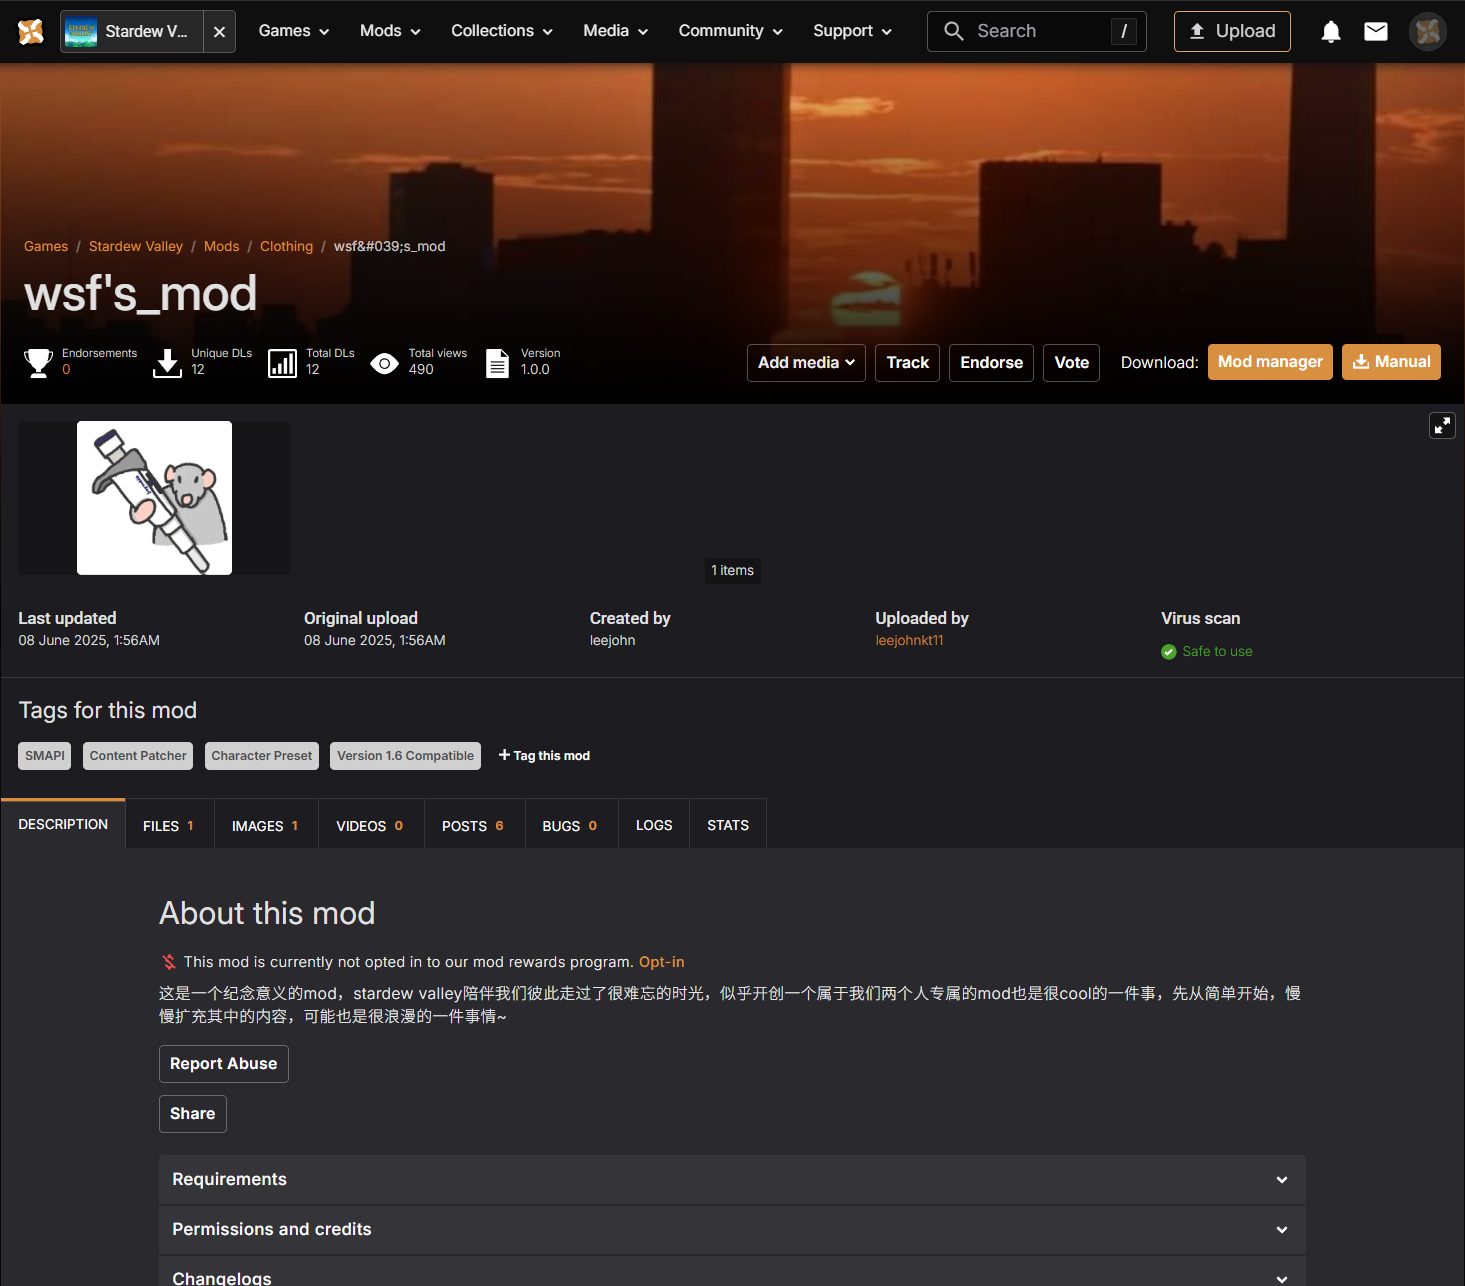 Stardew V...
Games
Mods
Collections
Media
Community
Support
Search
/
Upload
Games / Stardew Valley / Mods / Clothing / wsf&#039;s_mod
wsf's_mod
Endorsements
0
Unique DLs
12
Total DLs
12
Total views
490
Version
1.0.0
Add media
Track
Endorse
Vote
Download:
Mod manager
Manual
1 items
Last updated
08 June 2025, 1:56AM
Original upload
08 June 2025, 1:56AM
Created by
leejohn
Uploaded by
leejohnkt11
Virus scan
Safe to use
Tags for this mod
SMAPI
Content Patcher
Character Preset
Version 1.6 Compatible
Tag this mod
DESCRIPTION
FILES 1
IMAGES 1
VIDEOS 0
POSTS 6
BUGS 0
LOGS
STATS
About this mod
This mod is currently not opted in to our mod rewards program. Opt-in
这是一个纪念意义的mod，stardew valley陪伴我们彼此走过了很难忘的时光，似乎开创一个属于我们两个人专属的mod也是很cool的一件事，先从简单开始，慢
慢扩充其中的内容，可能也是很浪漫的一件事情~
Report Abuse
Share
Requirements
Permissions and credits
Changelogs